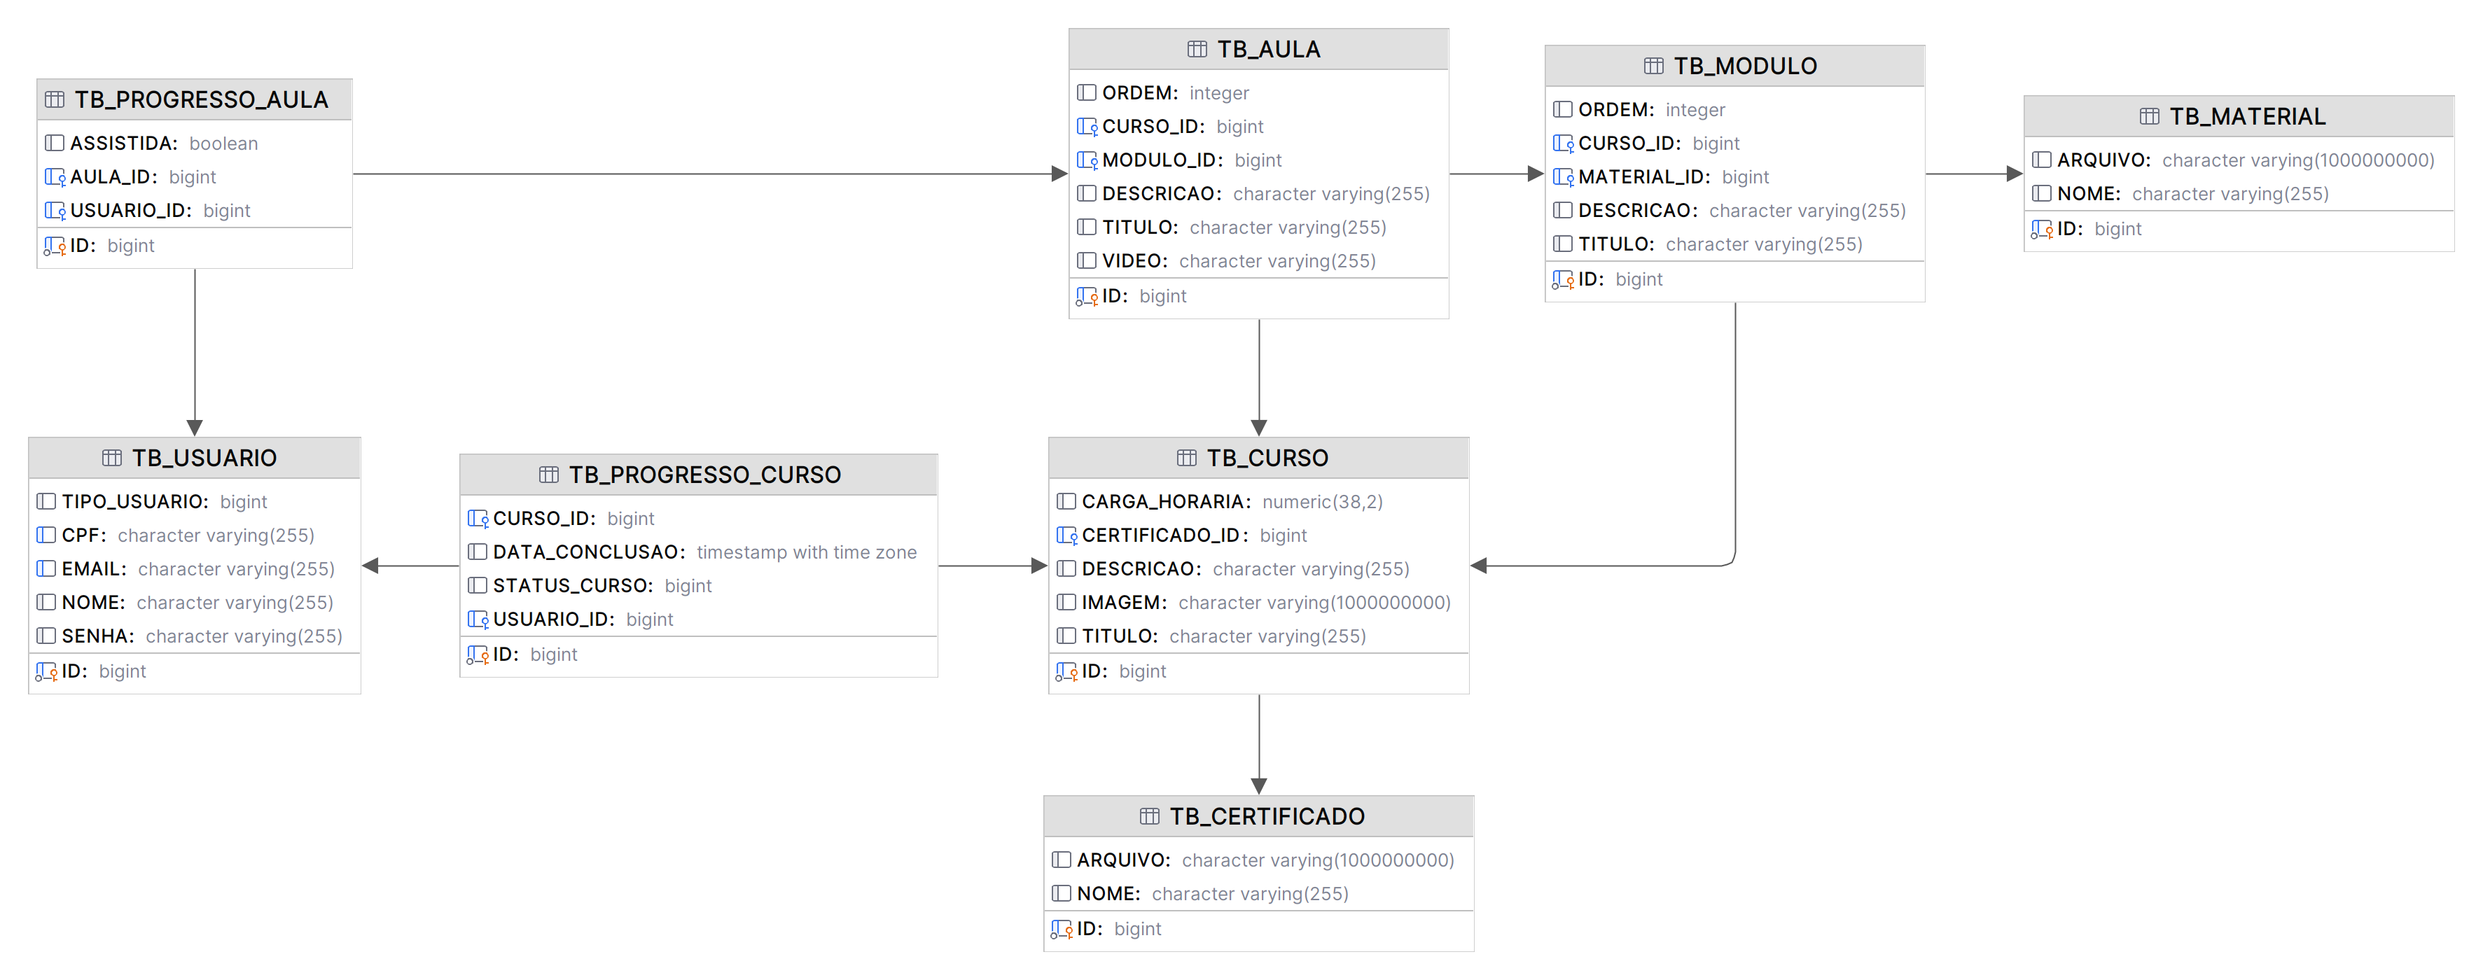 TB_PROGRESSO_AULA
ASSISTIDA: boolean
AULA_ID: bigint
USUARIO_ID: bigint
ID: bigint
TB_AULA
ORDEM: integer
CURSO_ID: bigint
MODULO_ID: bigint
DESCRICAO: character varying(255)
TITULO: character varying(255)
VIDEO: character varying(255)
ID: bigint
TB_MODULO
ORDEM: integer
CURSO_ID: bigint
MATERIAL_ID: bigint
DESCRICAO: character varying(255)
TITULO: character varying(255)
ID: bigint
TB_MATERIAL
ARQUIVO: character varying(1000000000)
NOME: character varying(255)
ID: bigint
TB_USUARIO
TIPO_USUARIO: bigint
CPF: character varying(255)
EMAIL: character varying(255)
NOME: character varying(255)
SENHA: character varying(255)
ID: bigint
TB_PROGRESSO_CURSO
CURSO_ID: bigint
DATA_CONCLUSAO: timestamp with time zone
STATUS_CURSO: bigint
USUARIO_ID: bigint
ID: bigint
TB_CURSO
CARGA_HORARIA: numeric(38,2)
CERTIFICADO_ID: bigint
DESCRICAO: character varying(255)
IMAGEM: character varying(1000000000)
TITULO: character varying(255)
ID: bigint
TB_CERTIFICADO
ARQUIVO: character varying(1000000000)
NOME: character varying(255)
ID: bigint